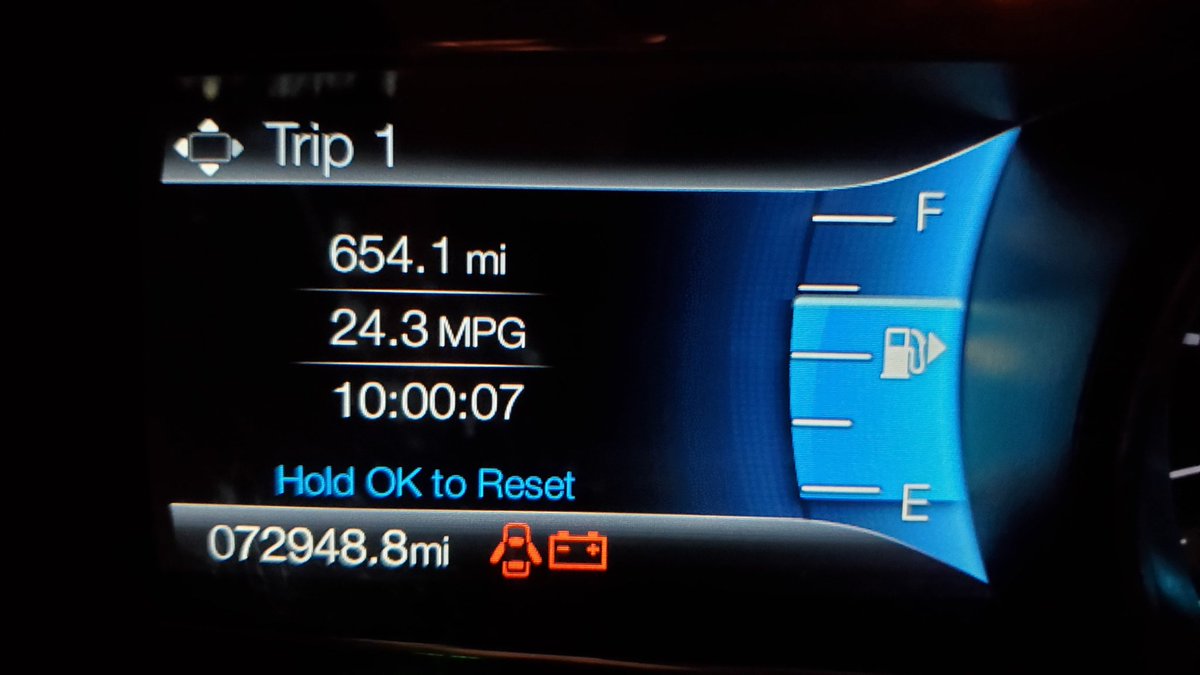 Trip 1
F
654.1 mi
24.3 MPG
10:00:07
Hold OK to Reset
E
072948.8mi